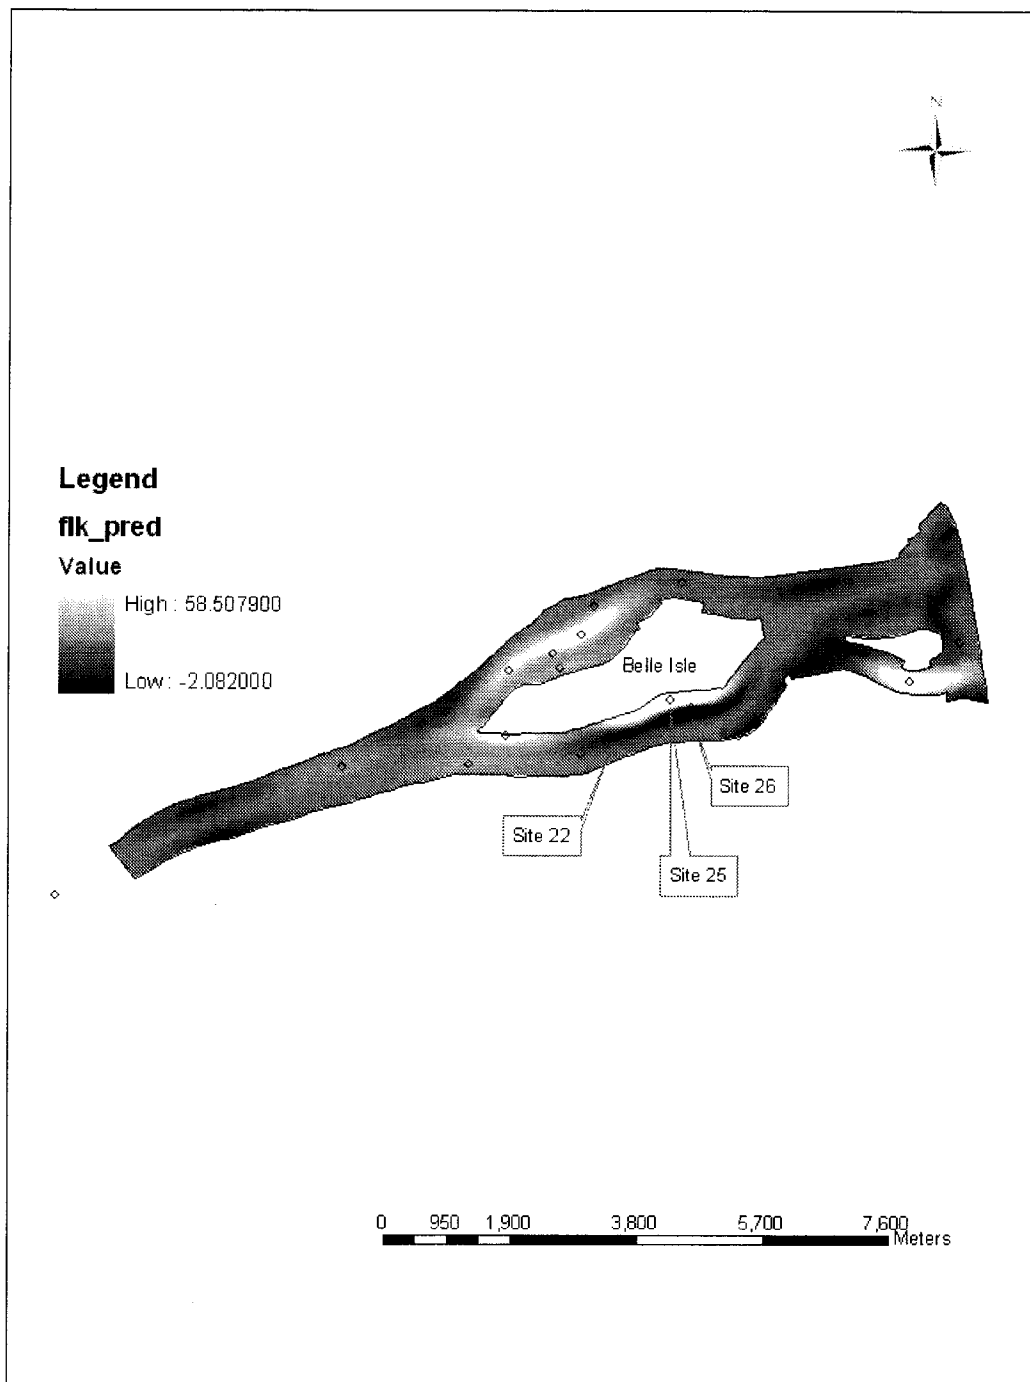 N
Legend
flk_pred
Value
High : 58.507900
Low : -2.082000
Belle Isle
Site 26
Site 22
Site 25
0 950 1,900 3,800 5,700 7,600
Meters